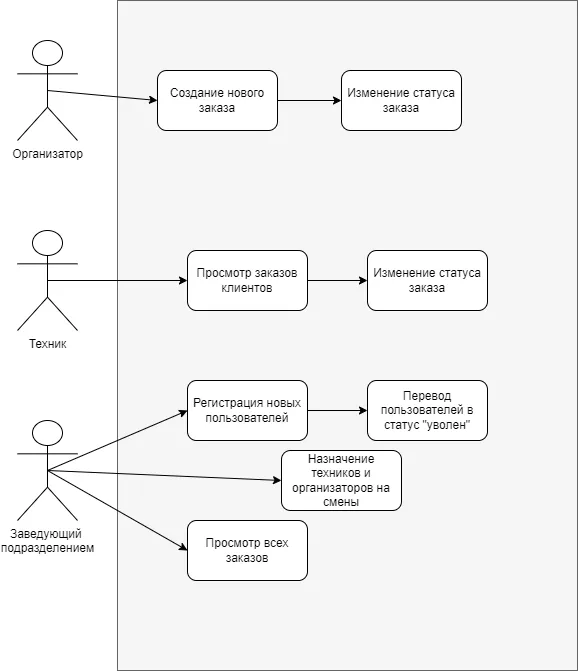 Создание нового
заказа
Изменение статуса
заказа
Организатор
Просмотр заказов
клиентов
Изменение статуса
заказа
Техник
Регистрация новых
пользователей
Перевод
пользователей в
статус "уволен"
Назначение
техников и
организаторов на
смены
Заведующий
подразделением
Просмотр всех
заказов